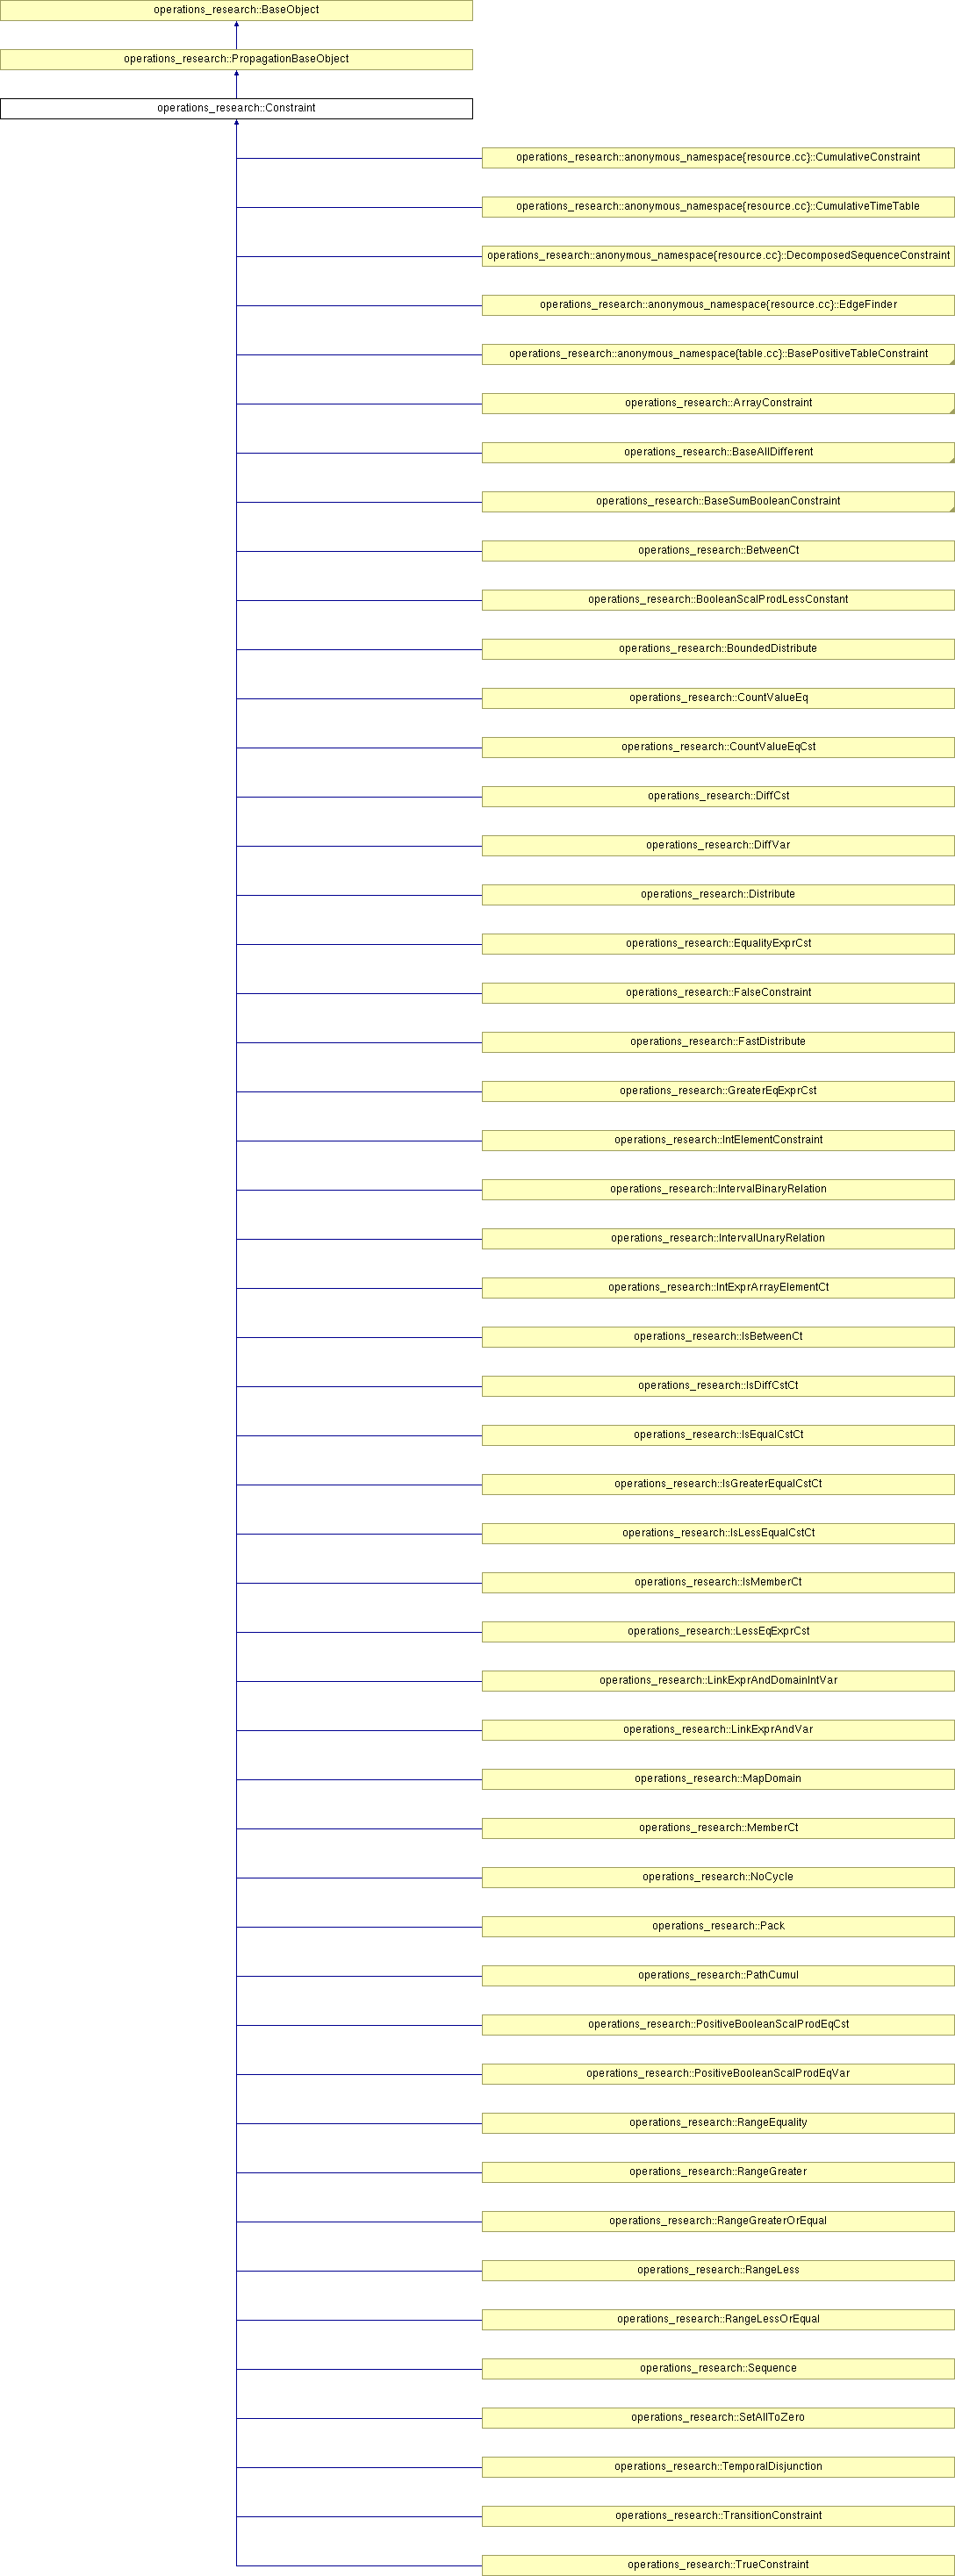 operations_research::BaseObject
operations_research::PropagationBaseObject
operations_research::Constraint
operations_research::anonymous_namespace{resource.cc}::CumulativeConstraint
operations_research::anonymous_namespace{resource.cc}::CumulativeTimeTable
operations_research::anonymous_namespace{resource.cc}::DecomposedSequenceConstraint
operations_research::anonymous_namespace{resource.cc}::EdgeFinder
operations_research::anonymous_namespace{table.cc}::BasePositiveTableConstraint
operations_research::ArrayConstraint
operations_research::BaseAllDifferent
operations_research::BaseSumBooleanConstraint
operations_research::BetweenCt
operations_research::BooleanScalProdLessConstant
operations_research::BoundedDistribute
operations_research::CountValueEq
operations_research::CountValueEqCst
operations_research::DiffCst
operations_research::DiffVar
operations_research::Distribute
operations_research::EqualityExprCst
operations_research::FalseConstraint
operations_research::FastDistribute
operations_research::GreaterEqExprCst
operations_research::IntElementConstraint
operations_research::IntervalBinaryRelation
operations_research::IntervalUnaryRelation
operations_research::IntExprArrayElementCt
operations_research::IsBetweenCt
operations_research::IsDiffCstCt
operations_research::IsEqualCstCt
operations_research::IsGreaterEqualCstCt
operations_research::IsLessEqualCstCt
operations_research::IsMemberCt
operations_research::LessEqExprCst
operations_research::LinkExprAndDomainIntVar
operations_research::LinkExprAndVar
operations_research::MapDomain
operations_research::MemberCt
operations_research::NoCycle
operations_research::Pack
operations_research::PathCumul
operations_research::PositiveBooleanScalProdEqCst
operations_research::PositiveBooleanScalProdEqVar
operations_research::RangeEquality
operations_research::RangeGreater
operations_research::RangeGreaterOrEqual
operations_research::RangeLess
operations_research::RangeLessOrEqual
operations_research::Sequence
operations_research::SetAllToZero
operations_research::TemporalDisjunction
operations_research::TransitionConstraint
operations_research::TrueConstraint